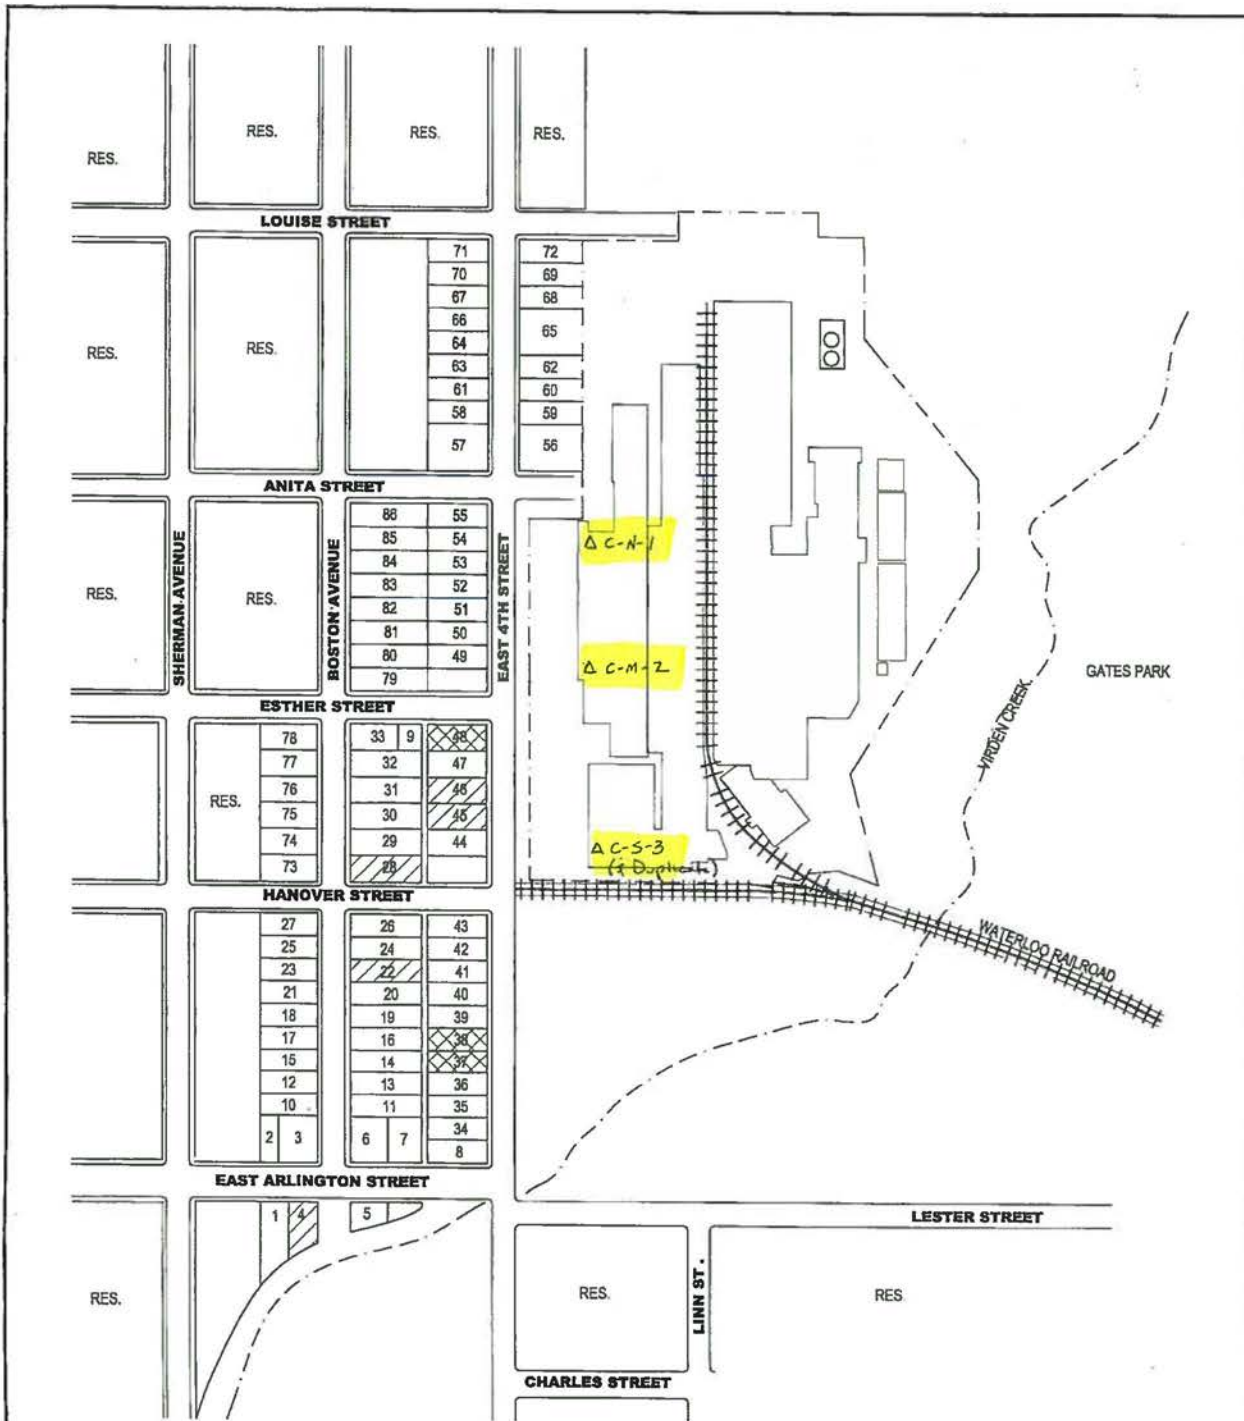 RES.
RES.
RES.
RES.
LOUISE STREET
71
72
70
69
67
68
66
65
64
63
62
61
60
58
59
57
56
RES.
RES.
ANITA STREET
SHERMAN AVENUE
BOSTON AVENUE
EAST 4TH STREET
86
55
85
54
84
53
83
52
82
51
81
50
80
49
79
RES.
RES.
Δ C-N-1
Δ C-M-2
GATES PARK
VIRDEN CREEK
ESTHER STREET
78
33
9
48
77
32
47
76
31
46
75
30
45
74
29
44
73
28
RES.
Δ C-S-3
(& Duplicate)
HANOVER STREET
WATERLOO RAILROAD
27
26
43
25
24
42
23
22
41
21
20
40
18
19
39
17
16
38
15
14
37
12
13
36
10
11
35
2
3
6
7
34
8
EAST ARLINGTON STREET
1
4
5
LESTER STREET
RES.
RES.
LINN ST.
RES
CHARLES STREET